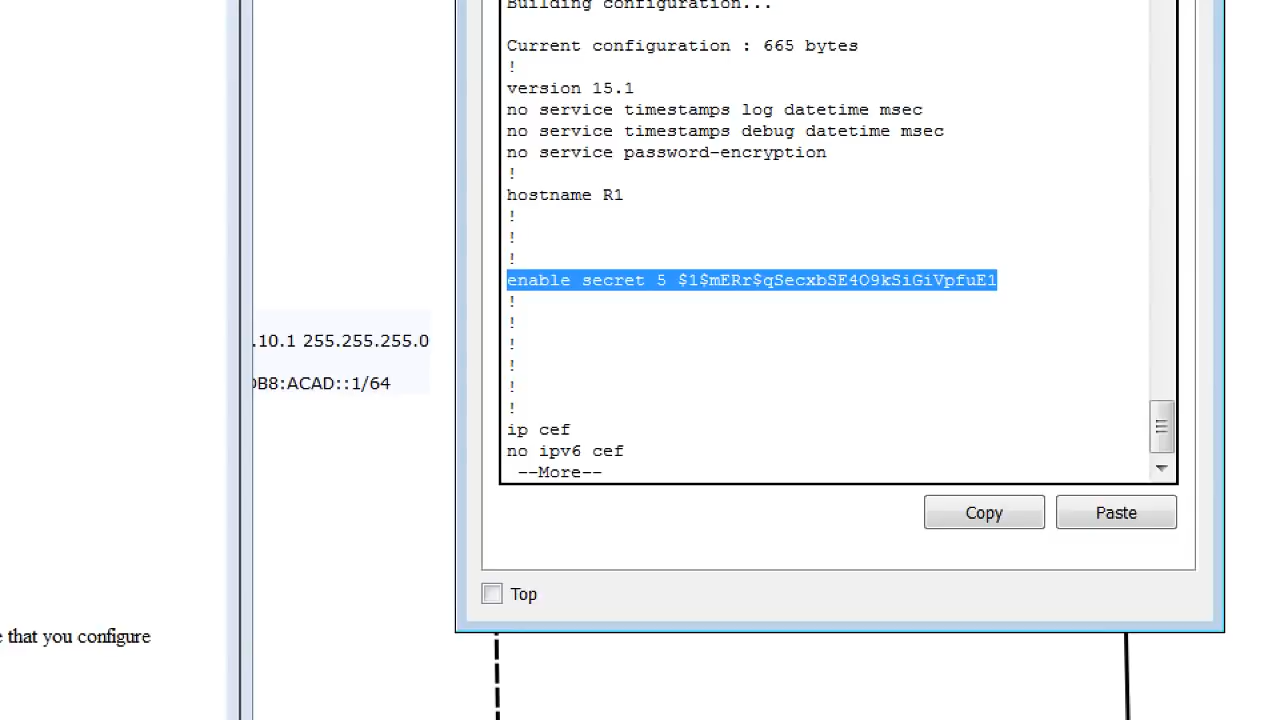 Building configuration...
Current configuration : 665 bytes
!
version 15.1
no service timestamps log datetime msec
no service timestamps debug datetime msec
no service password-encryption
!
hostname R1
!
!
!
enable secret 5 $1$mERr$qSecxbSE4O9kSiGiVpfuE1
!
!
!
!
!
!
ip cef
no ipv6 cef
--More--
Copy
Paste
Top
.10.1 255.255.255.0
DB8:ACAD::1/64
e that you configure